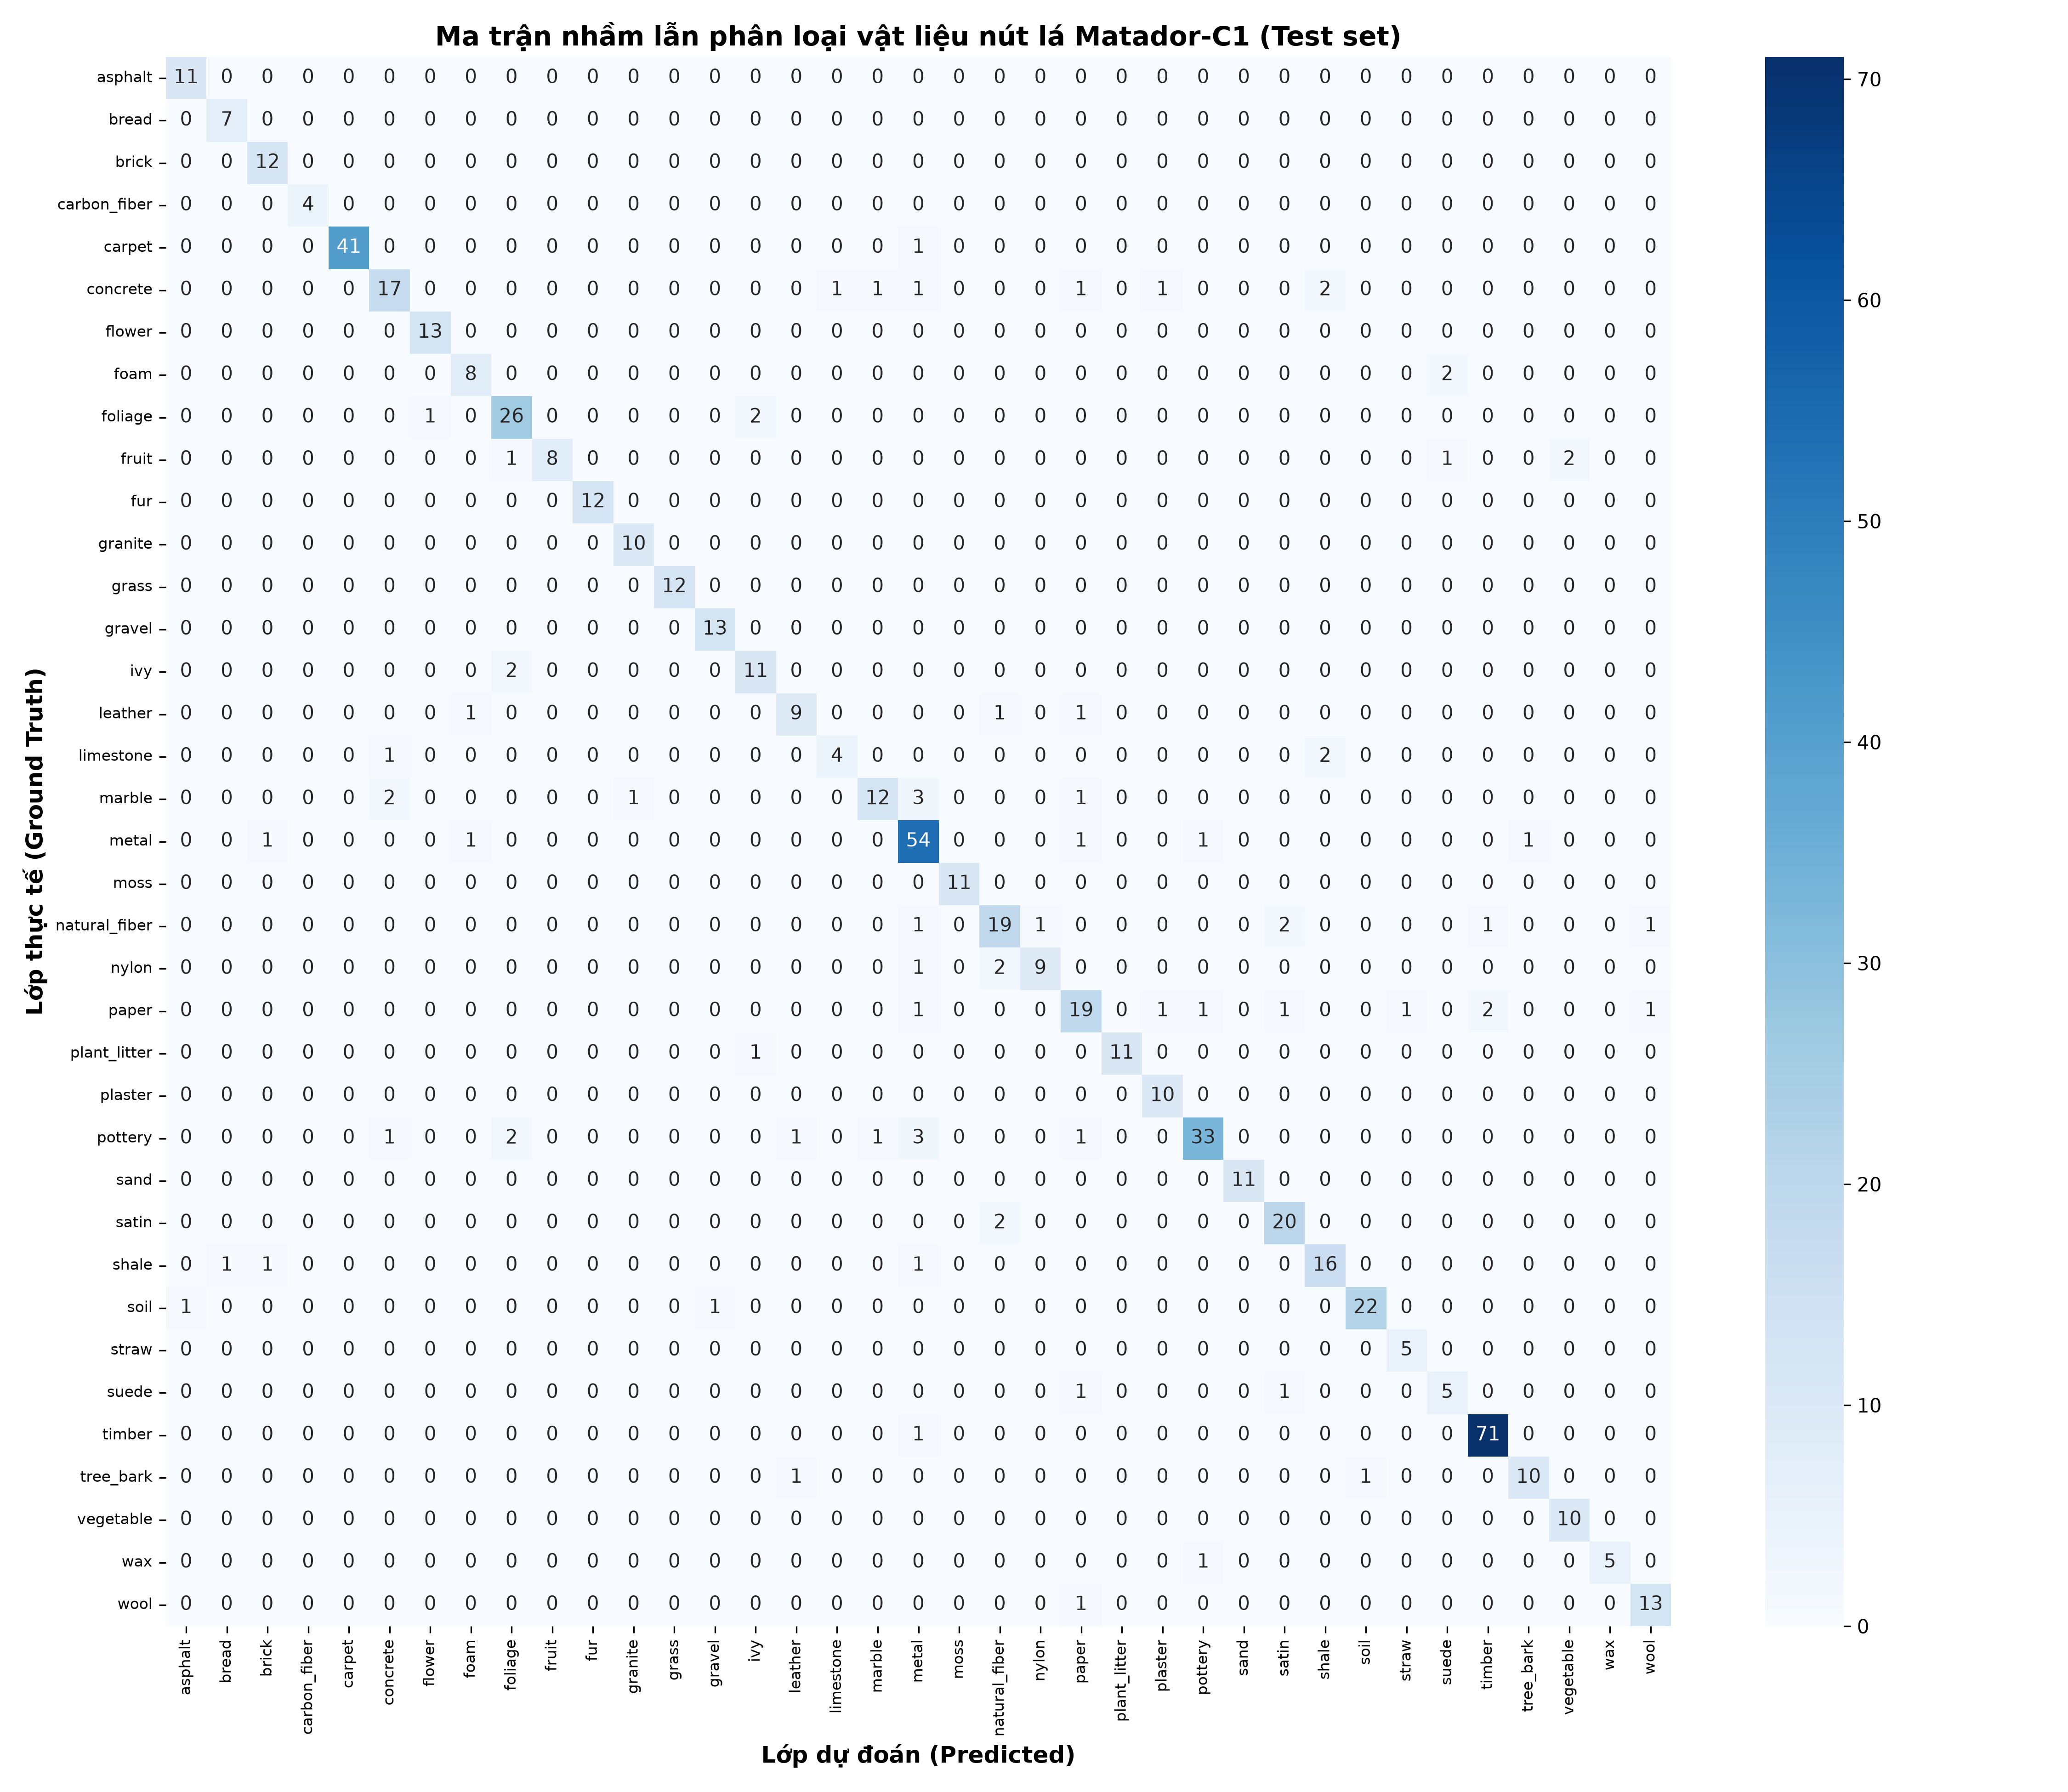 Ma trận nhầm lẫn phân loại vật liệu nút lá Matador-C1 (Test set)
asphalt 11 0 0 0 0 0 0 0 0 0 0 0 0 0 0 0 0 0 0 0 0 0 0 0 0 0 0 0 0 0 0 0 0 0 0 0 0
bread 0 7 0 0 0 0 0 0 0 0 0 0 0 0 0 0 0 0 0 0 0 0 0 0 0 0 0 0 0 0 0 0 0 0 0 0 0
brick 0 0 12 0 0 0 0 0 0 0 0 0 0 0 0 0 0 0 0 0 0 0 0 0 0 0 0 0 0 0 0 0 0 0 0 0 0
carbon_fiber 0 0 0 4 0 0 0 0 0 0 0 0 0 0 0 0 0 0 0 0 0 0 0 0 0 0 0 0 0 0 0 0 0 0 0 0 0
carpet 0 0 0 0 41 0 0 0 0 0 0 0 0 0 0 0 0 0 1 0 0 0 0 0 0 0 0 0 0 0 0 0 0 0 0 0 0
concrete 0 0 0 0 0 17 0 0 0 0 0 0 0 0 0 0 1 1 1 0 0 0 1 0 1 0 0 0 2 0 0 0 0 0 0 0 0
flower 0 0 0 0 0 0 13 0 0 0 0 0 0 0 0 0 0 0 0 0 0 0 0 0 0 0 0 0 0 0 0 0 0 0 0 0 0
foam 0 0 0 0 0 0 0 8 0 0 0 0 0 0 0 0 0 0 0 0 0 0 0 0 0 0 0 0 0 0 0 2 0 0 0 0 0
foliage 0 0 0 0 0 0 1 0 26 0 0 0 0 0 2 0 0 0 0 0 0 0 0 0 0 0 0 0 0 0 0 0 0 0 0 0 0
fruit 0 0 0 0 0 0 0 0 1 8 0 0 0 0 0 0 0 0 0 0 0 0 0 0 0 0 0 0 0 0 0 1 0 0 2 0 0
fur 0 0 0 0 0 0 0 0 0 0 12 0 0 0 0 0 0 0 0 0 0 0 0 0 0 0 0 0 0 0 0 0 0 0 0 0 0
granite 0 0 0 0 0 0 0 0 0 0 0 10 0 0 0 0 0 0 0 0 0 0 0 0 0 0 0 0 0 0 0 0 0 0 0 0 0
grass 0 0 0 0 0 0 0 0 0 0 0 0 12 0 0 0 0 0 0 0 0 0 0 0 0 0 0 0 0 0 0 0 0 0 0 0 0
gravel 0 0 0 0 0 0 0 0 0 0 0 0 0 13 0 0 0 0 0 0 0 0 0 0 0 0 0 0 0 0 0 0 0 0 0 0 0
ivy 0 0 0 0 0 0 0 0 2 0 0 0 0 0 11 0 0 0 0 0 0 0 0 0 0 0 0 0 0 0 0 0 0 0 0 0 0
leather 0 0 0 0 0 0 0 1 0 0 0 0 0 0 0 9 0 0 0 0 1 0 1 0 0 0 0 0 0 0 0 0 0 0 0 0 0
limestone 0 0 0 0 0 1 0 0 0 0 0 0 0 0 0 0 4 0 0 0 0 0 0 0 0 0 0 0 2 0 0 0 0 0 0 0 0
marble 0 0 0 0 0 2 0 0 0 0 0 1 0 0 0 0 0 12 3 0 0 0 1 0 0 0 0 0 0 0 0 0 0 0 0 0 0
metal 0 0 1 0 0 0 0 1 0 0 0 0 0 0 0 0 0 0 54 0 0 0 1 0 0 1 0 0 0 0 0 0 0 1 0 0 0
moss 0 0 0 0 0 0 0 0 0 0 0 0 0 0 0 0 0 0 0 11 0 0 0 0 0 0 0 0 0 0 0 0 0 0 0 0 0
natural_fiber 0 0 0 0 0 0 0 0 0 0 0 0 0 0 0 0 0 0 1 0 19 1 0 0 0 0 0 2 0 0 0 0 1 0 0 0 1
nylon 0 0 0 0 0 0 0 0 0 0 0 0 0 0 0 0 0 0 1 0 2 9 0 0 0 0 0 0 0 0 0 0 0 0 0 0 0
paper 0 0 0 0 0 0 0 0 0 0 0 0 0 0 0 0 0 0 1 0 0 0 19 0 1 1 0 1 0 0 1 0 2 0 0 0 1
plant_litter 0 0 0 0 0 0 0 0 0 0 0 0 0 0 1 0 0 0 0 0 0 0 0 11 0 0 0 0 0 0 0 0 0 0 0 0 0
plaster 0 0 0 0 0 0 0 0 0 0 0 0 0 0 0 0 0 0 0 0 0 0 0 0 10 0 0 0 0 0 0 0 0 0 0 0 0
pottery 0 0 0 0 0 1 0 0 2 0 0 0 0 0 0 1 0 1 3 0 0 0 1 0 0 33 0 0 0 0 0 0 0 0 0 0 0
sand 0 0 0 0 0 0 0 0 0 0 0 0 0 0 0 0 0 0 0 0 0 0 0 0 0 0 11 0 0 0 0 0 0 0 0 0 0
satin 0 0 0 0 0 0 0 0 0 0 0 0 0 0 0 0 0 0 0 0 2 0 0 0 0 0 0 20 0 0 0 0 0 0 0 0 0
shale 0 1 1 0 0 0 0 0 0 0 0 0 0 0 0 0 0 0 1 0 0 0 0 0 0 0 0 0 16 0 0 0 0 0 0 0 0
soil 1 0 0 0 0 0 0 0 0 0 0 0 0 1 0 0 0 0 0 0 0 0 0 0 0 0 0 0 0 22 0 0 0 0 0 0 0
straw 0 0 0 0 0 0 0 0 0 0 0 0 0 0 0 0 0 0 0 0 0 0 0 0 0 0 0 0 0 0 5 0 0 0 0 0 0
suede 0 0 0 0 0 0 0 0 0 0 0 0 0 0 0 0 0 0 0 0 0 0 1 0 0 0 0 1 0 0 0 5 0 0 0 0 0
timber 0 0 0 0 0 0 0 0 0 0 0 0 0 0 0 0 0 0 1 0 0 0 0 0 0 0 0 0 0 0 0 0 71 0 0 0 0
tree_bark 0 0 0 0 0 0 0 0 0 0 0 0 0 0 0 1 0 0 0 0 0 0 0 0 0 0 0 0 0 1 0 0 0 10 0 0 0
vegetable 0 0 0 0 0 0 0 0 0 0 0 0 0 0 0 0 0 0 0 0 0 0 0 0 0 0 0 0 0 0 0 0 0 0 10 0 0
wax 0 0 0 0 0 0 0 0 0 0 0 0 0 0 0 0 0 0 0 0 0 0 0 0 0 1 0 0 0 0 0 0 0 0 0 5 0
wool 0 0 0 0 0 0 0 0 0 0 0 0 0 0 0 0 0 0 0 0 0 0 1 0 0 0 0 0 0 0 0 0 0 0 0 0 13
asphalt bread brick carbon_fiber carpet concrete flower foam foliage fruit fur granite grass gravel ivy leather limestone marble metal moss natural_fiber nylon paper plant_litter plaster pottery sand satin shale soil straw suede timber tree_bark vegetable wax wool
Lớp dự đoán (Predicted)
Lớp thực tế (Ground Truth)
70
60
50
40
30
20
10
0